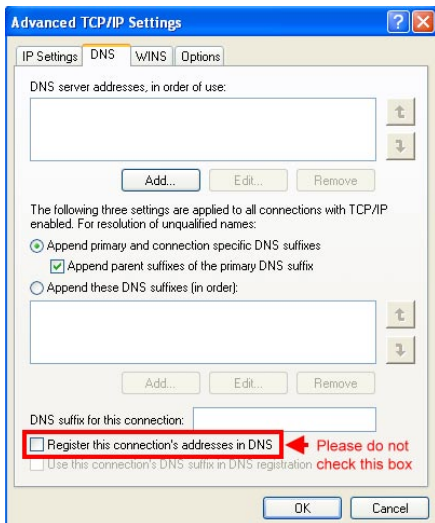 Advanced TCP/IP Settings
IP Settings DNS WINS Options
DNS server addresses, in order of use:
Add... Edit... Remove
The following three settings are applied to all connections with TCP/IP
enabled. For resolution of unqualified names:
Append primary and connection specific DNS suffixes
Append parent suffixes of the primary DNS suffix
Append these DNS suffixes (in order):
Add... Edit... Remove
DNS suffix for this connection:
Register this connection's addresses in DNS Please do not
Use this connection's DNS suffix in DNS registration check this box
OK Cancel